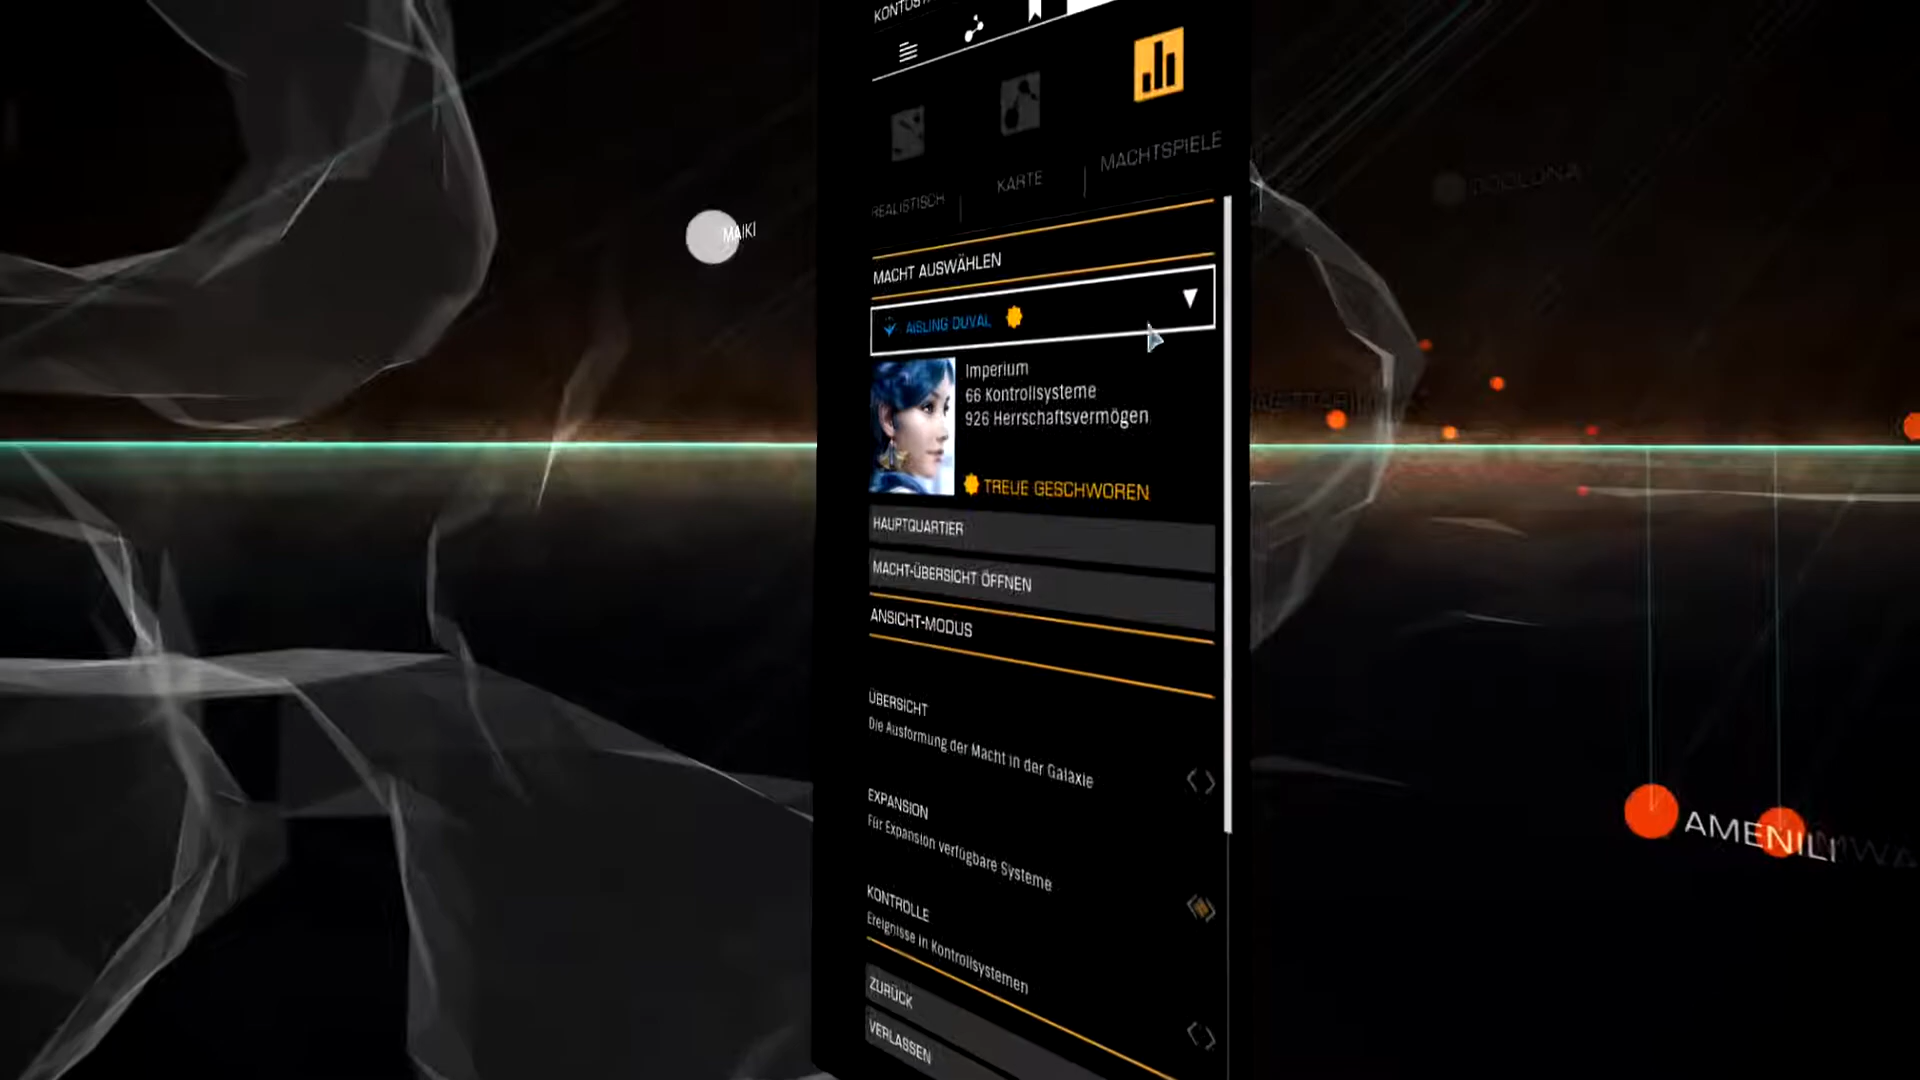 REALISTISCH
KARTE
MACHTSPIELE
MACHT AUSWÄHLEN
AISLING DUVAL
Imperium
66 Kontrollsysteme
926 Herrschaftsvermögen
TREUE GESCHWOREN
HAUPTQUARTIER
MACHT-ÜBERSICHT ÖFFNEN
ANSICHT-MODUS
ÜBERSICHT
Die Ausformung der Macht in der Galaxie
EXPANSION
Für Expansion verfügbare Systeme
KONTROLLE
Ereignisse in Kontrollsystemen
ZURÜCK
VERLASSEN
MAIKI
AMENILI